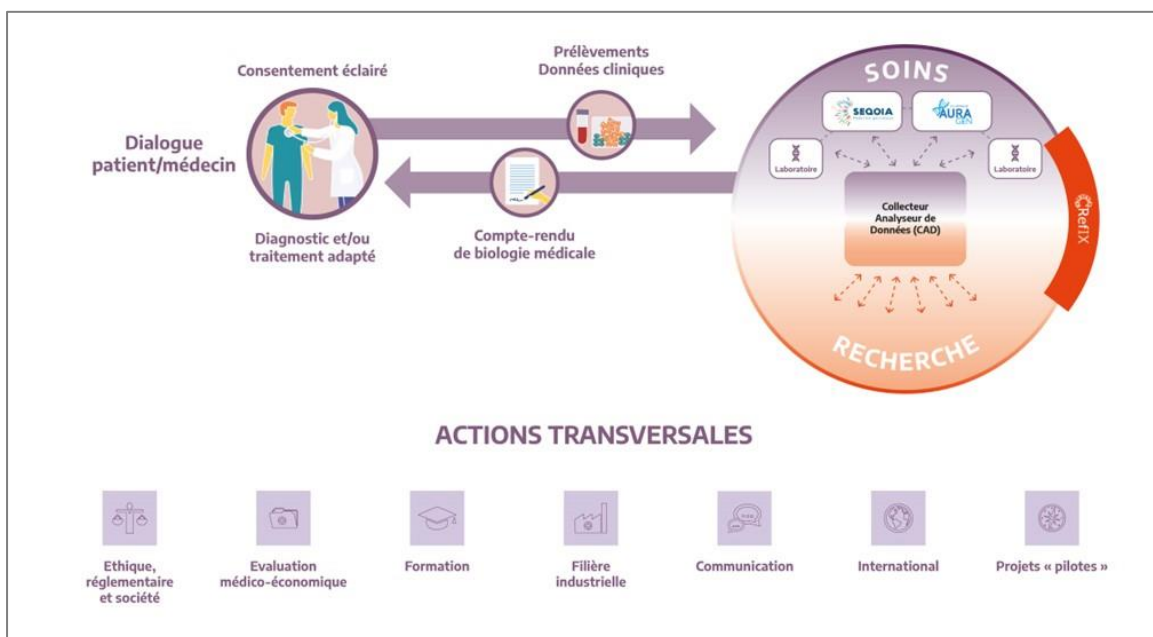 Consentement éclairé
Prélèvements
Données cliniques
Dialogue
patient/médecin
Diagnostic et/ou
traitement adapté
Compte-rendu
de biologie médicale
SOINS
SEQOIA
AURA
GEN
Laboratoire
Laboratoire
Collecteur
Analyseur de
Données (CAD)
CRefIX
RECHERCHE
ACTIONS TRANSVERSALES
Ethique,
réglementaire
et société
Evaluation
médico-économique
Formation
Filière
industrielle
Communication
International
Projets « pilotes »